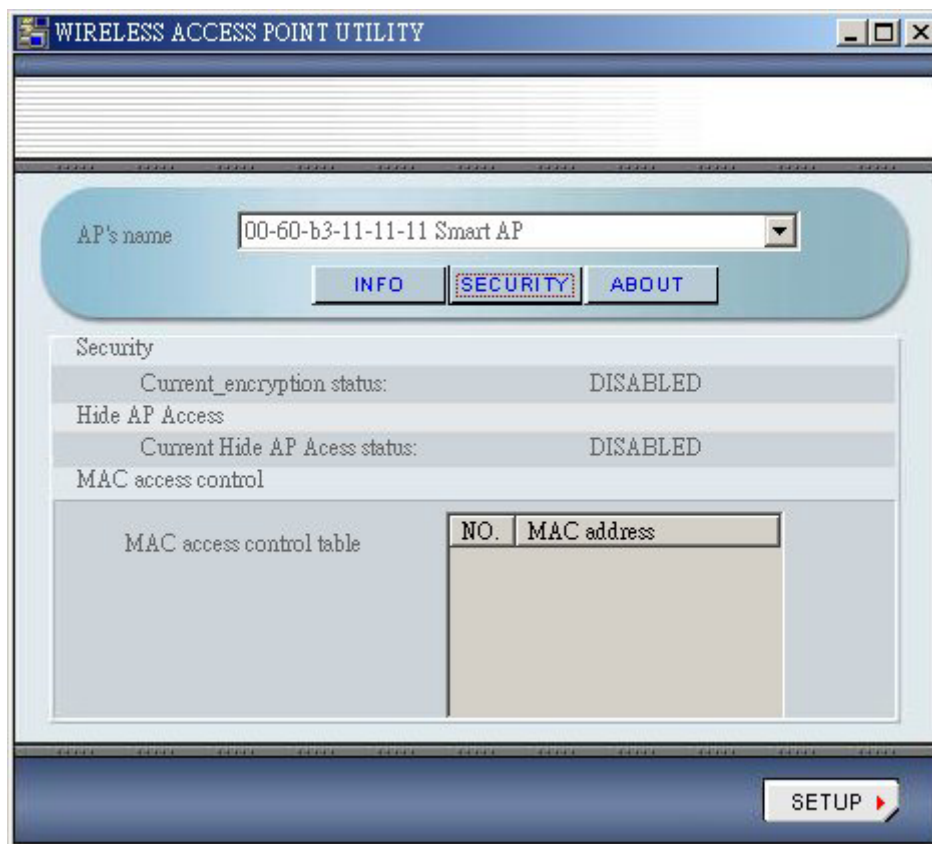 WIRELESS ACCESS POINT UTILITY
AP's name
00-60-b3-11-11-11 Smart AP
INFO SECURITY ABOUT
Security
Current_encryption status: DISABLED
Hide AP Access
Current Hide AP Acess status: DISABLED
MAC access control
MAC access control table
NO. MAC address
SETUP